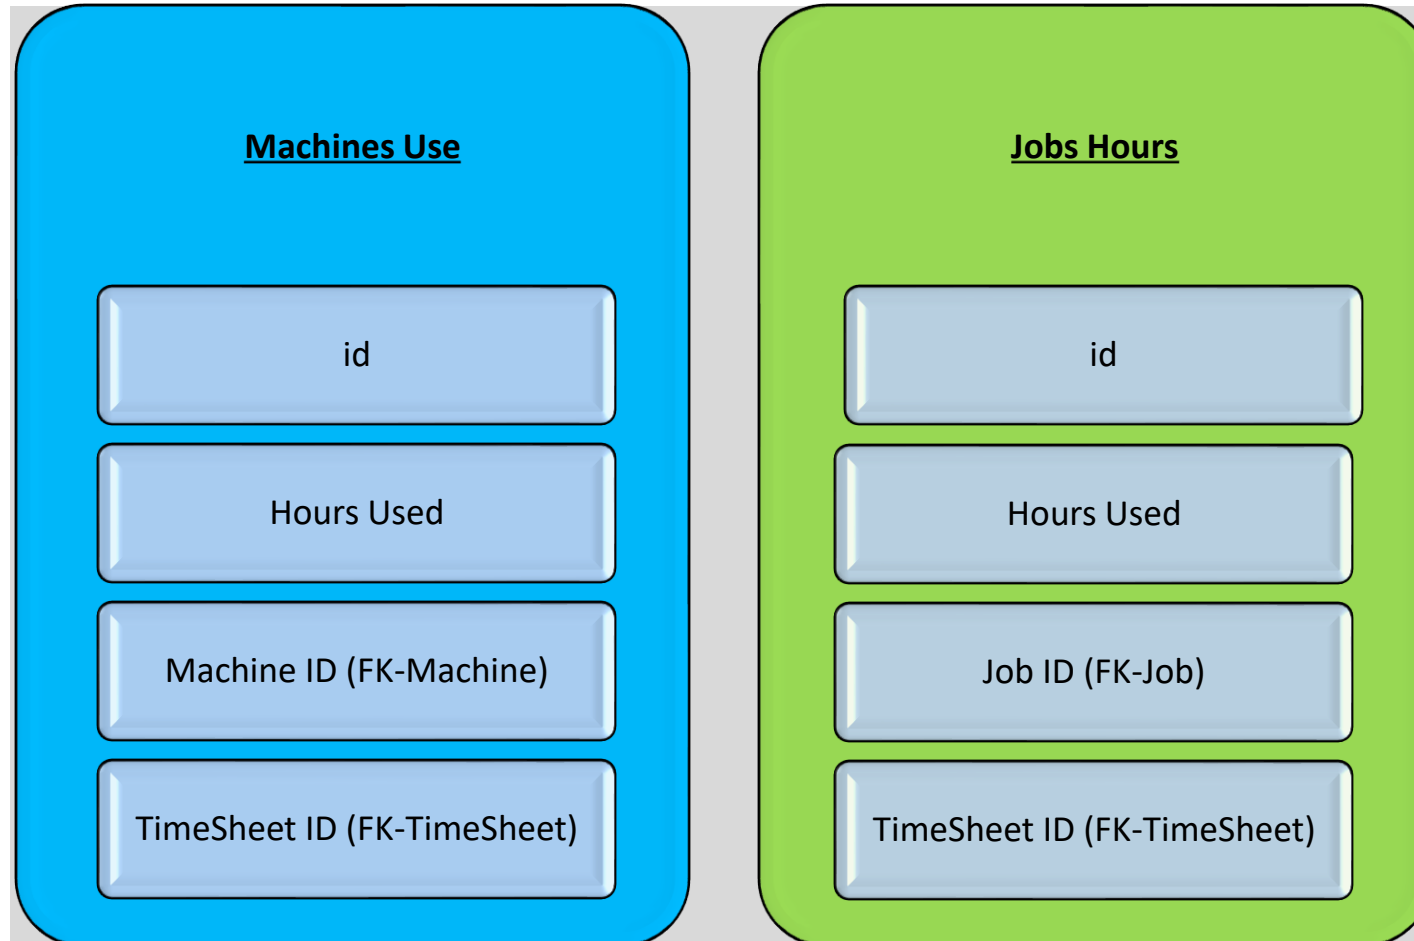 Machines Use
id
Hours Used
Machine ID (FK-Machine)
TimeSheet ID (FK-TimeSheet)
Jobs Hours
id
Hours Used
Job ID (FK-Job)
TimeSheet ID (FK-TimeSheet)